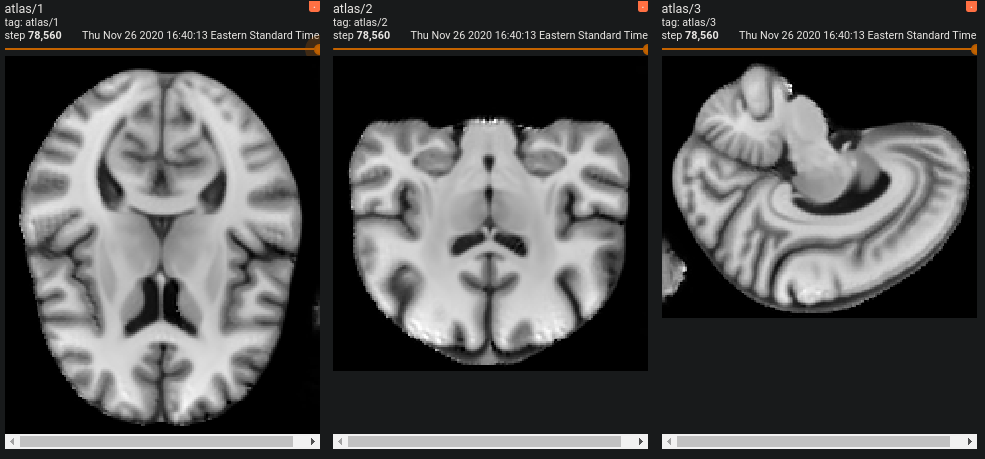 atlas/1
tag: atlas/1
step 78,560 Thu Nov 26 2020 16:40:13 Eastern Standard Time
atlas/2
tag: atlas/2
step 78,560 Thu Nov 26 2020 16:40:13 Eastern Standard Time
atlas/3
tag: atlas/3
step 78,560 Thu Nov 26 2020 16:40:13 Eastern Standard Time